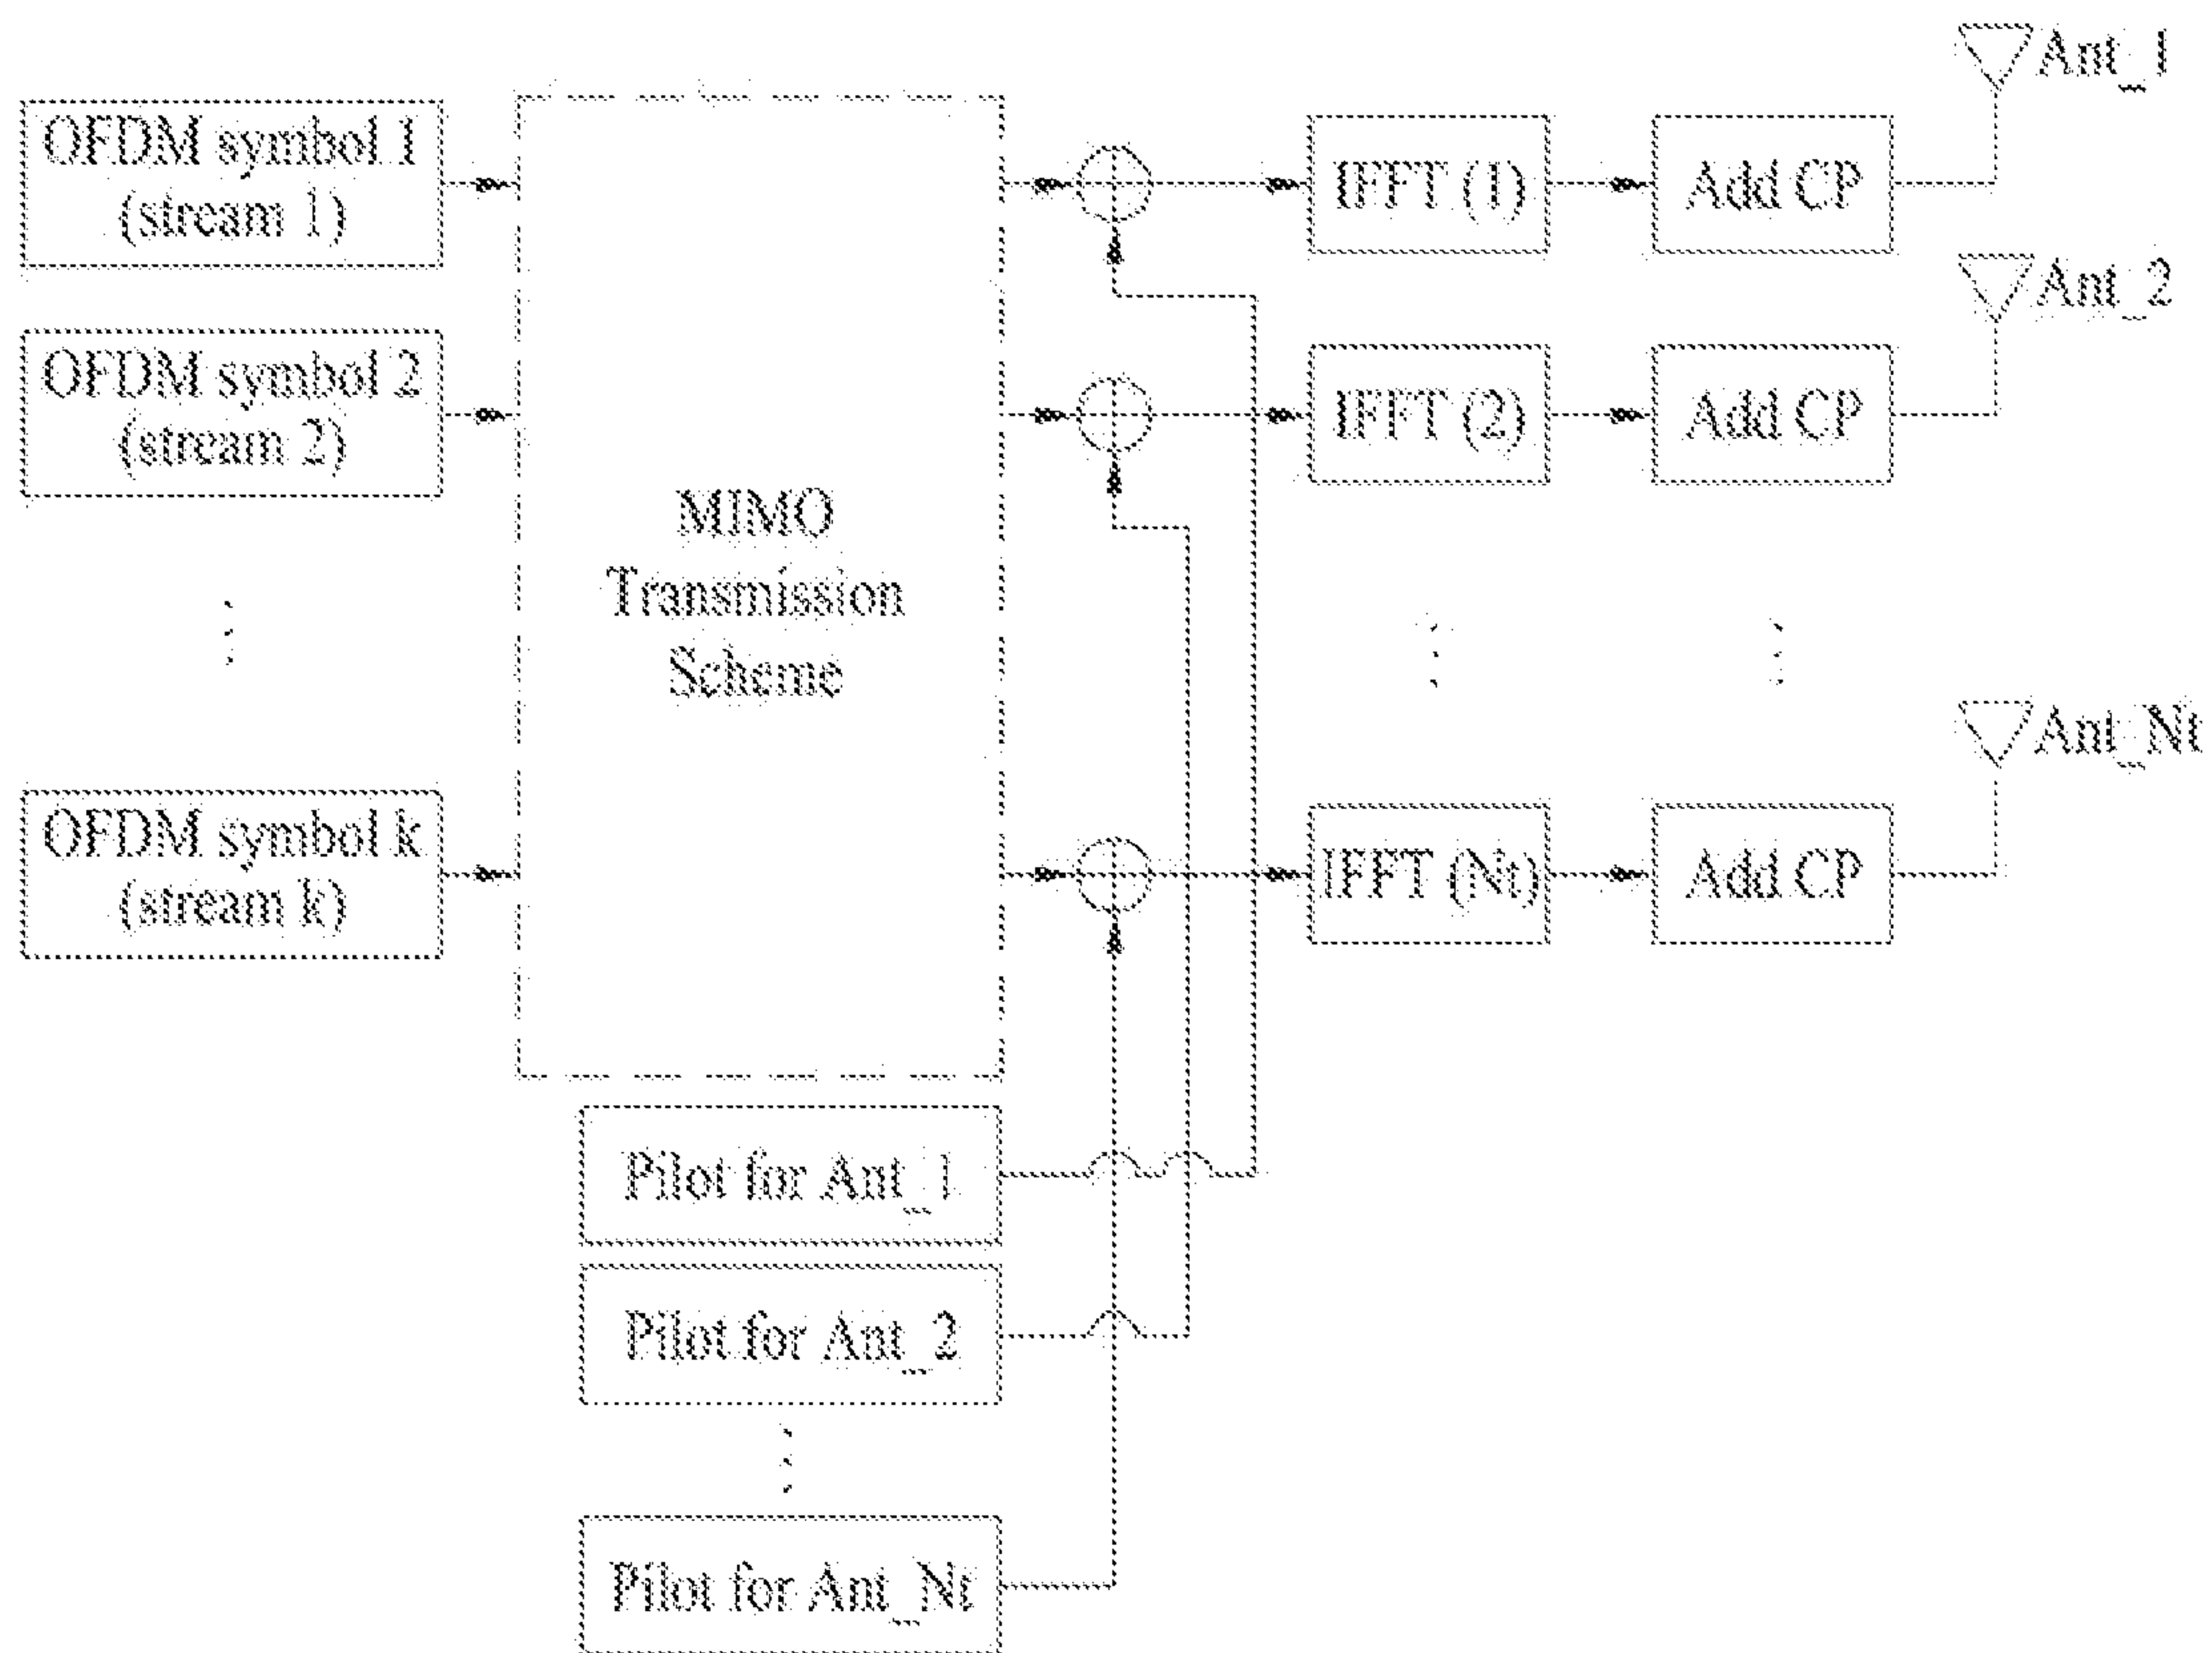 Ant_1
OFDM symbol 1
(stream 1)
IFFT (1)
Add CP
Ant_2
OFDM symbol 2
(stream 2)
IFFT (2)
Add CP
MIMO
Transmission
Scheme
Ant_Nt
OFDM symbol k
(stream k)
IFFT (Nt)
Add CP
Pilot for Ant_1
Pilot for Ant_2
Pilot for Ant_Nt